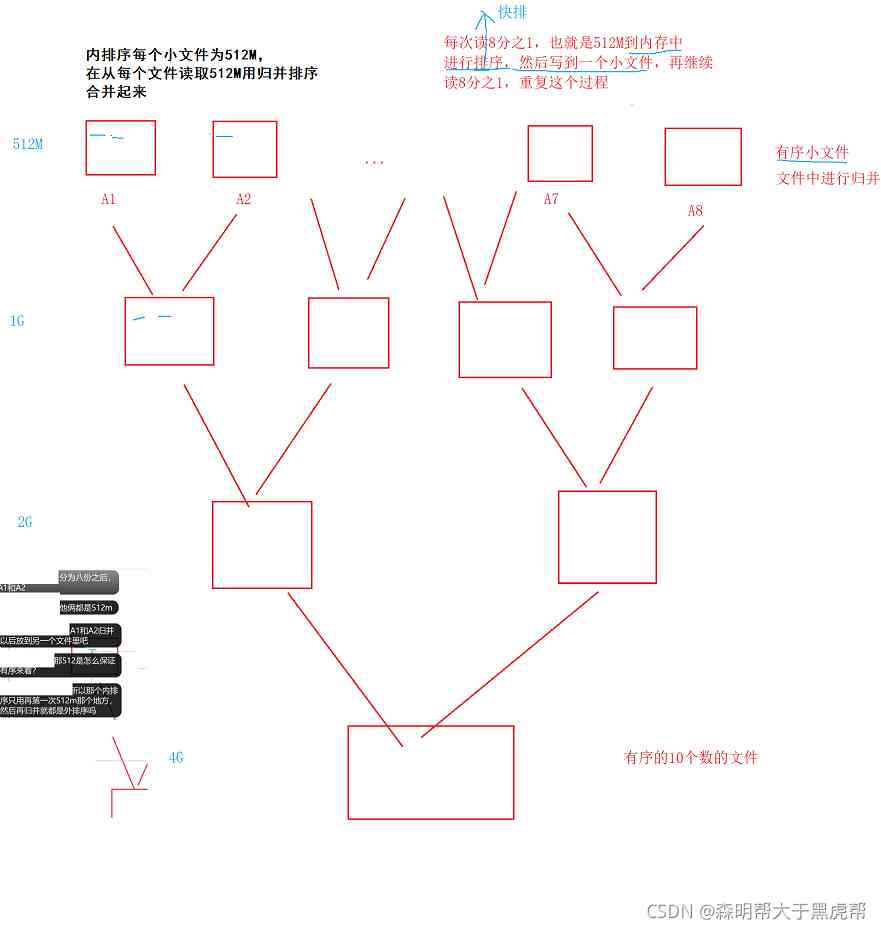 快排
内排序每个小文件为512M,
在从每个文件读取512M用归并排序
合并起来
每次读8分之1，也就是512M到内存中
进行排序，然后写到一个小文件，再继续
读8分之1，重复这个过程
512M
...
有序小文件
文件中进行归并
A1
A2
A7
A8
1G
2G
分为八份之后，
A1和A2
他俩都是512m
A1和A2归并
以后放到另一个文件里吧
那512是怎么保证
有序来着？
所以那个内排
序只用再第一次512m那个地方，
然后再归并就都是外排序吗
4G
有序的10个数的文件
CSDN @森明帮大于黑虎帮